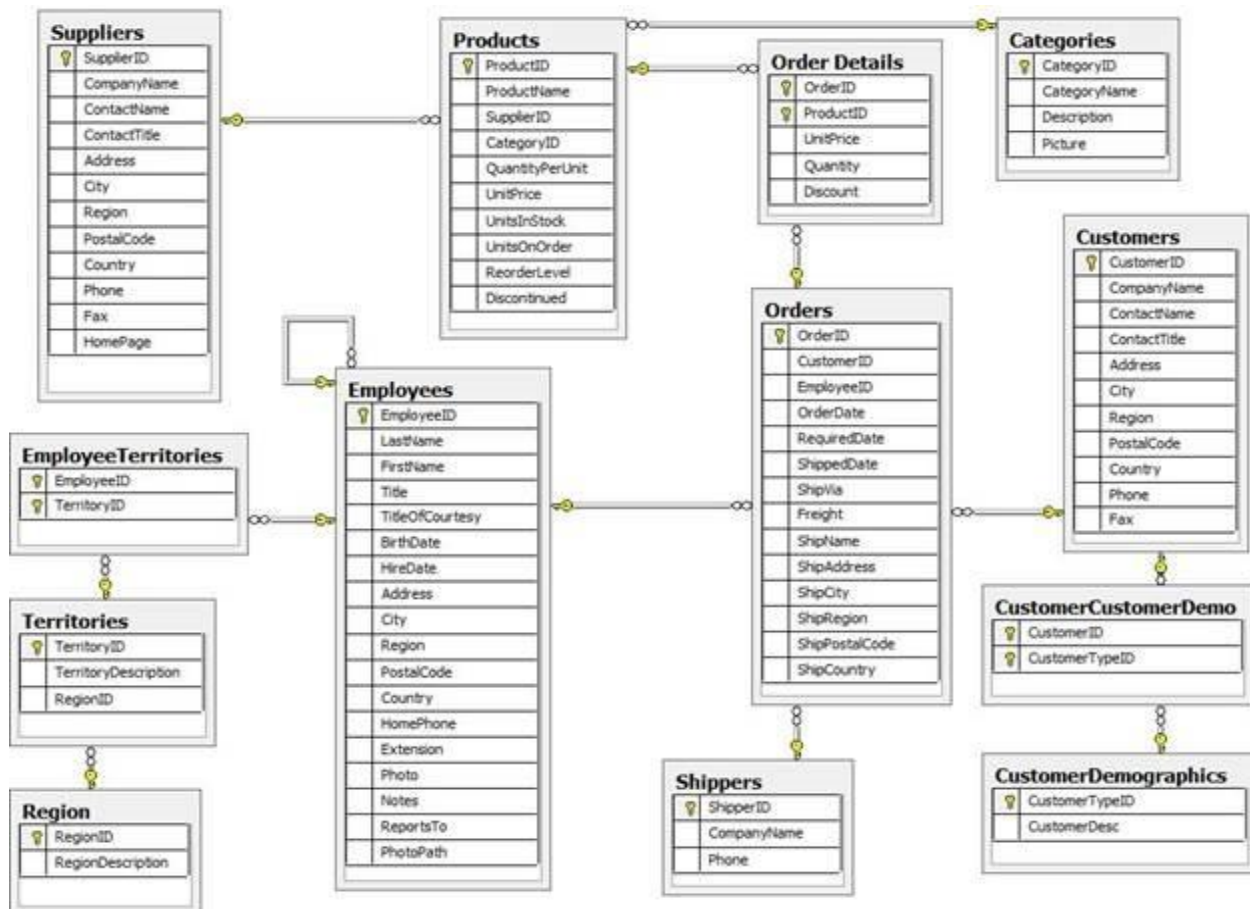 Suppliers
SupplierID
CompanyName
ContactName
ContactTitle
Address
City
Region
PostalCode
Country
Phone
Fax
HomePage
Products
ProductID
ProductName
SupplierID
CategoryID
QuantityPerUnit
UnitPrice
UnitsInStock
UnitsOnOrder
ReorderLevel
Discontinued
Order Details
OrderID
ProductID
UnitPrice
Quantity
Discount
Categories
CategoryID
CategoryName
Description
Picture
Customers
CustomerID
CompanyName
ContactName
ContactTitle
Address
City
Region
PostalCode
Country
Phone
Fax
Orders
OrderID
CustomerID
EmployeeID
OrderDate
RequiredDate
ShippedDate
ShipVia
Freight
ShipName
ShipAddress
ShipCity
ShipRegion
ShipPostalCode
ShipCountry
Employees
EmployeeID
LastName
FirstName
Title
TitleOfCourtesy
BirthDate
HireDate
Address
City
Region
PostalCode
Country
HomePhone
Extension
Photo
Notes
ReportsTo
PhotoPath
EmployeeTerritories
EmployeeID
TerritoryID
Territories
TerritoryID
TerritoryDescription
RegionID
Region
RegionID
RegionDescription
Shippers
ShipperID
CompanyName
Phone
CustomerCustomerDemo
CustomerID
CustomerTypeID
CustomerDemographics
CustomerTypeID
CustomerDesc